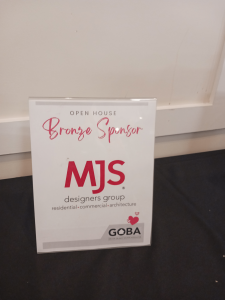 OPEN HOUSE
Bronze Sponsor
MJS
designers group
residential-commercial-architecture
GOBA